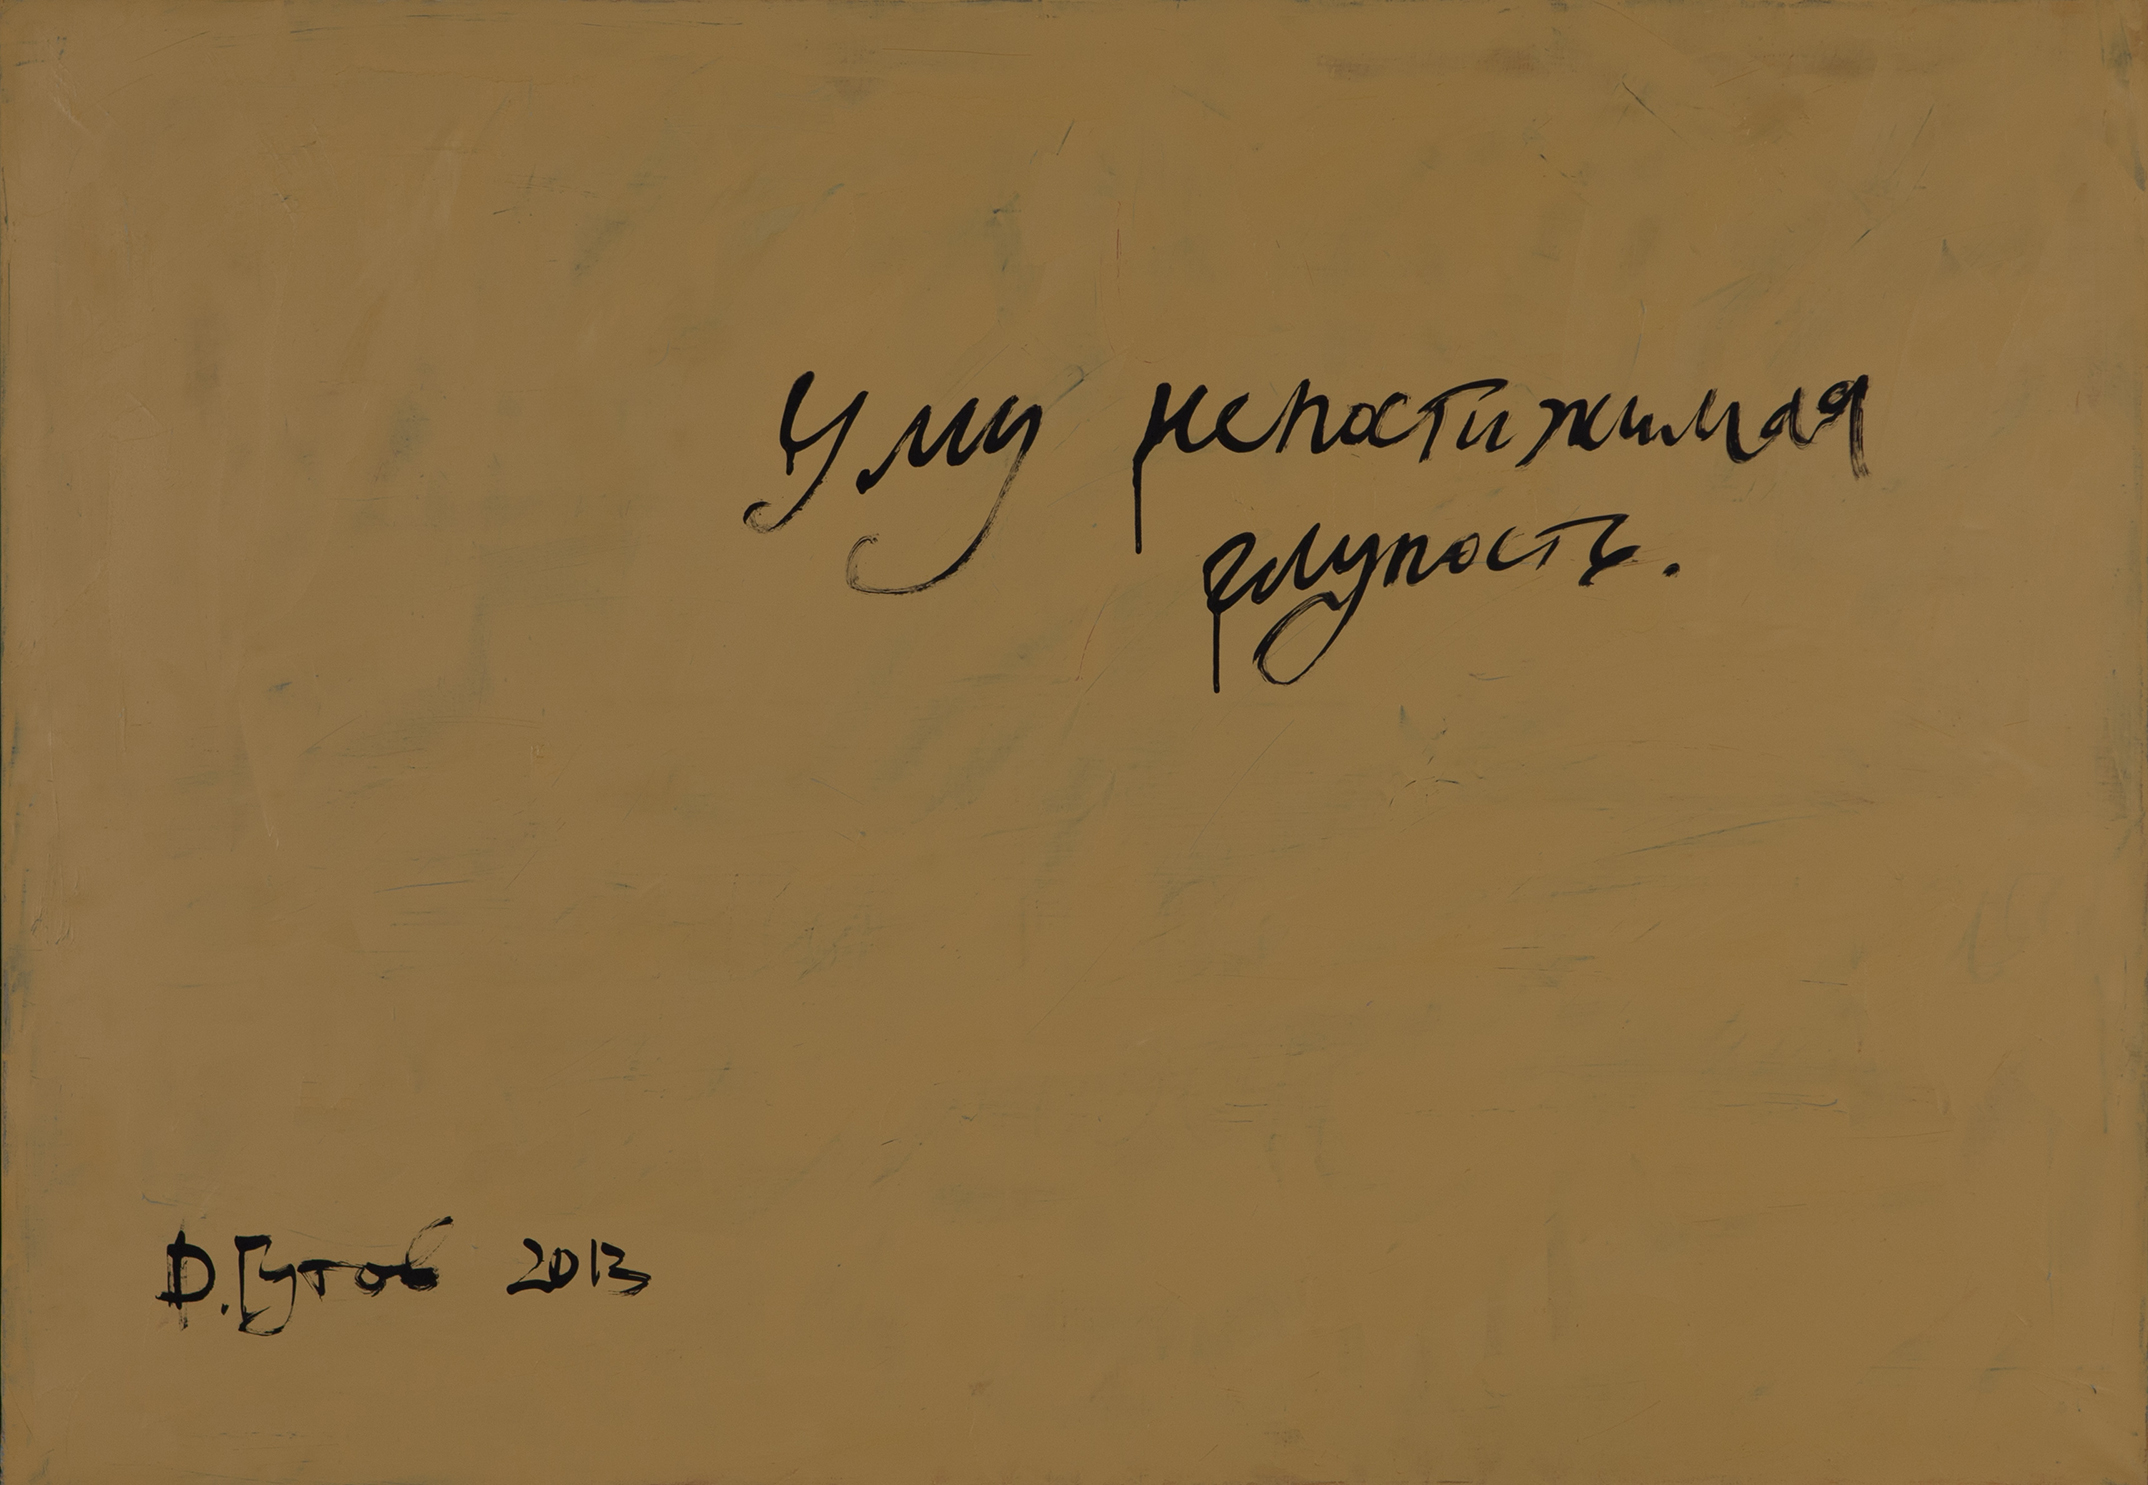 Уму непостижимая
глупость.
D. Гутов 2013